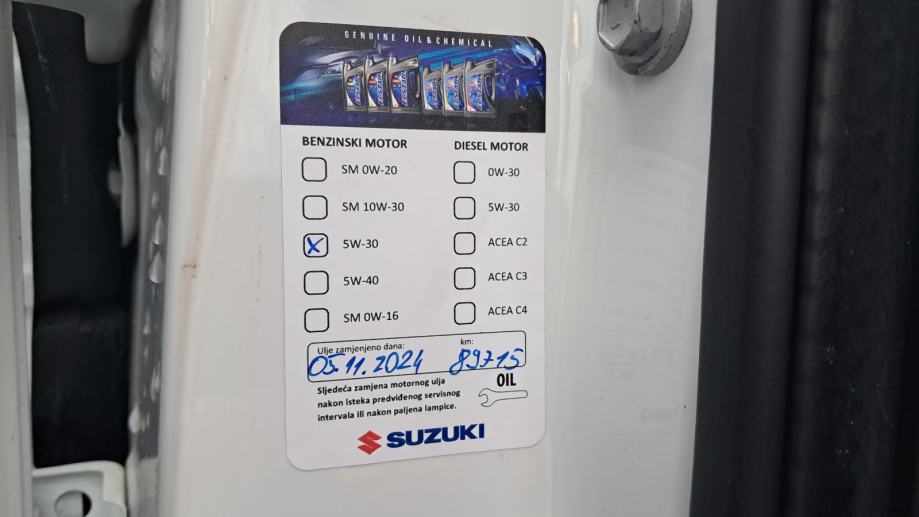 GENUINE OIL & CHEMICAL
BENZINSKI MOTOR
SM 0W-20
SM 10W-30
X 5W-30
5W-40
SM 0W-16
DIESEL MOTOR
0W-30
5W-30
ACEA C2
ACEA C3
ACEA C4
Ulje zamjenjeno dana: km:
05.11.2024 89715
Sljedeća zamjena motornog ulja
nakon isteka predviđenog servisnog
intervala ili nakon paljena lampice.
OIL
SUZUKI